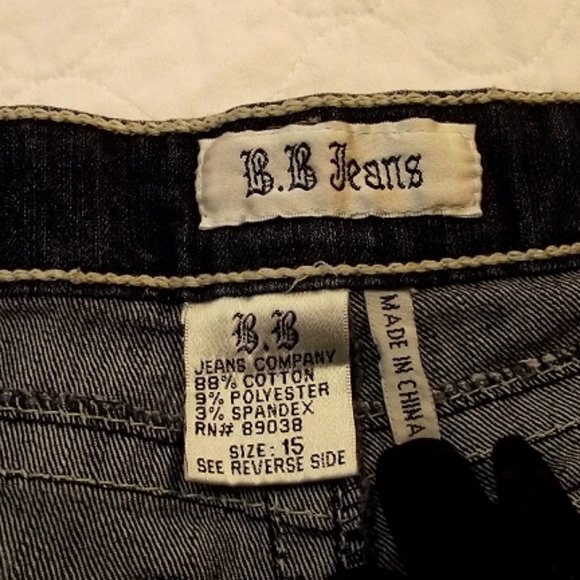 B.B Jeans
B.B
JEANS COMPANY
88% COTTON
9% POLYESTER
3% SPANDEX
RN# 89038
SIZE: 15
SEE REVERSE SIDE
MADE IN CHINA